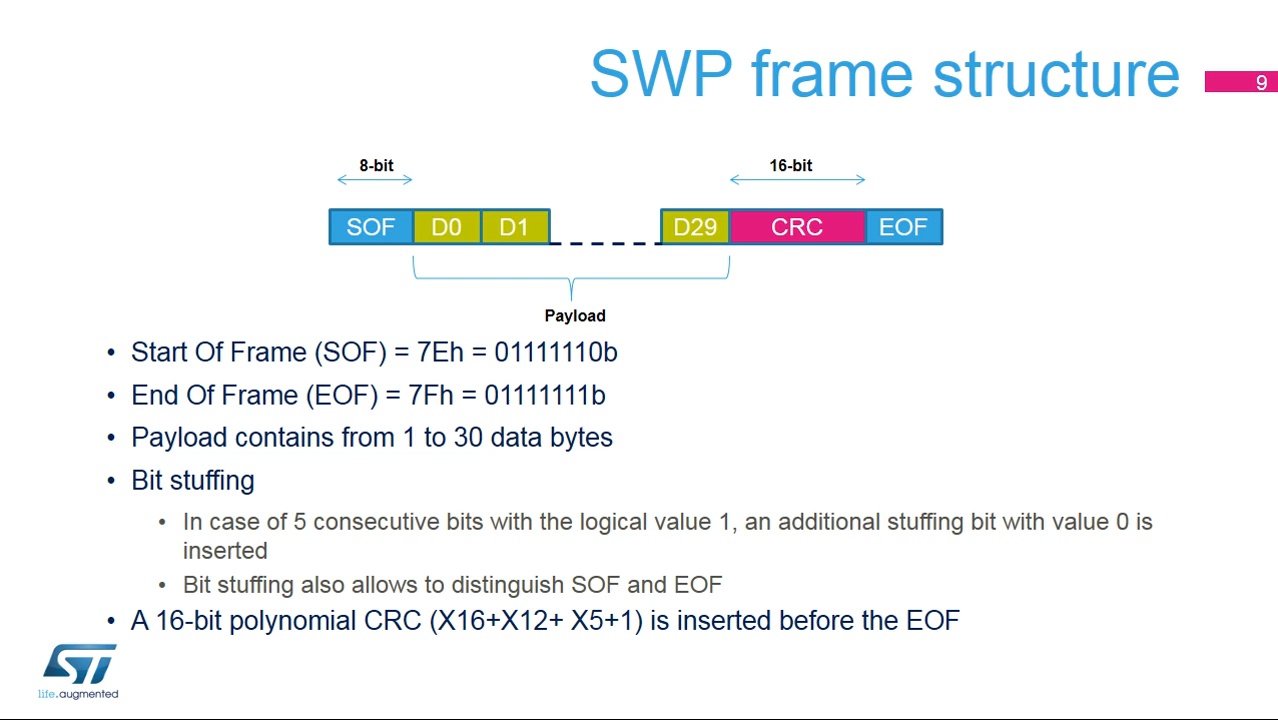 SWP frame structure
9
8-bit
16-bit
SOF D0 D1 D29 CRC EOF
Payload
• Start Of Frame (SOF) = 7Eh = 01111110b
• End Of Frame (EOF) = 7Fh = 01111111b
• Payload contains from 1 to 30 data bytes
• Bit stuffing
• In case of 5 consecutive bits with the logical value 1, an additional stuffing bit with value 0 is
inserted
• Bit stuffing also allows to distinguish SOF and EOF
• A 16-bit polynomial CRC (X16+X12+ X5+1) is inserted before the EOF
ST
life.augmented